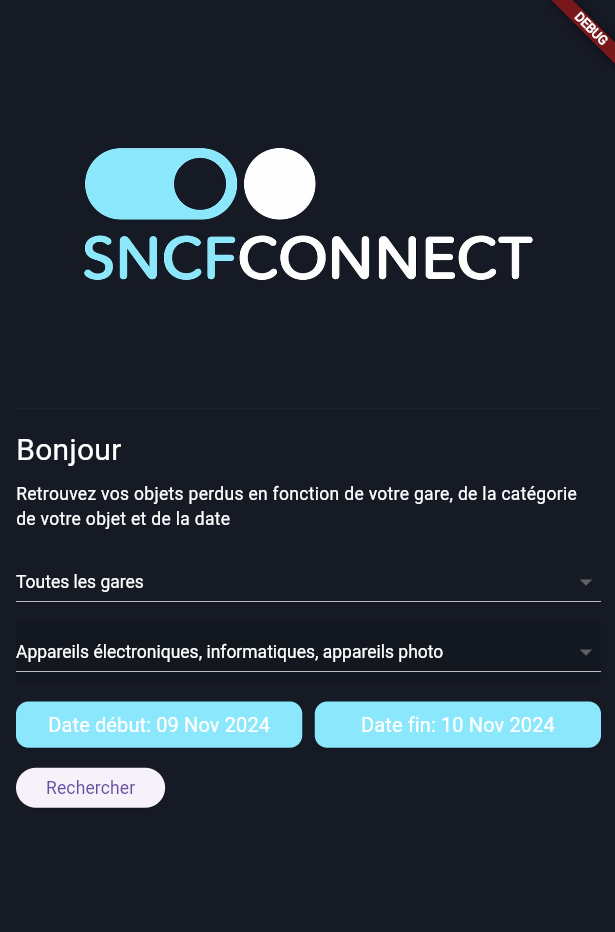 DEBUG
SNCFCONNECT
Bonjour
Retrouvez vos objets perdus en fonction de votre gare, de la catégorie
de votre objet et de la date
Toutes les gares
Appareils électroniques, informatiques, appareils photo
Date début: 09 Nov 2024
Date fin: 10 Nov 2024
Rechercher